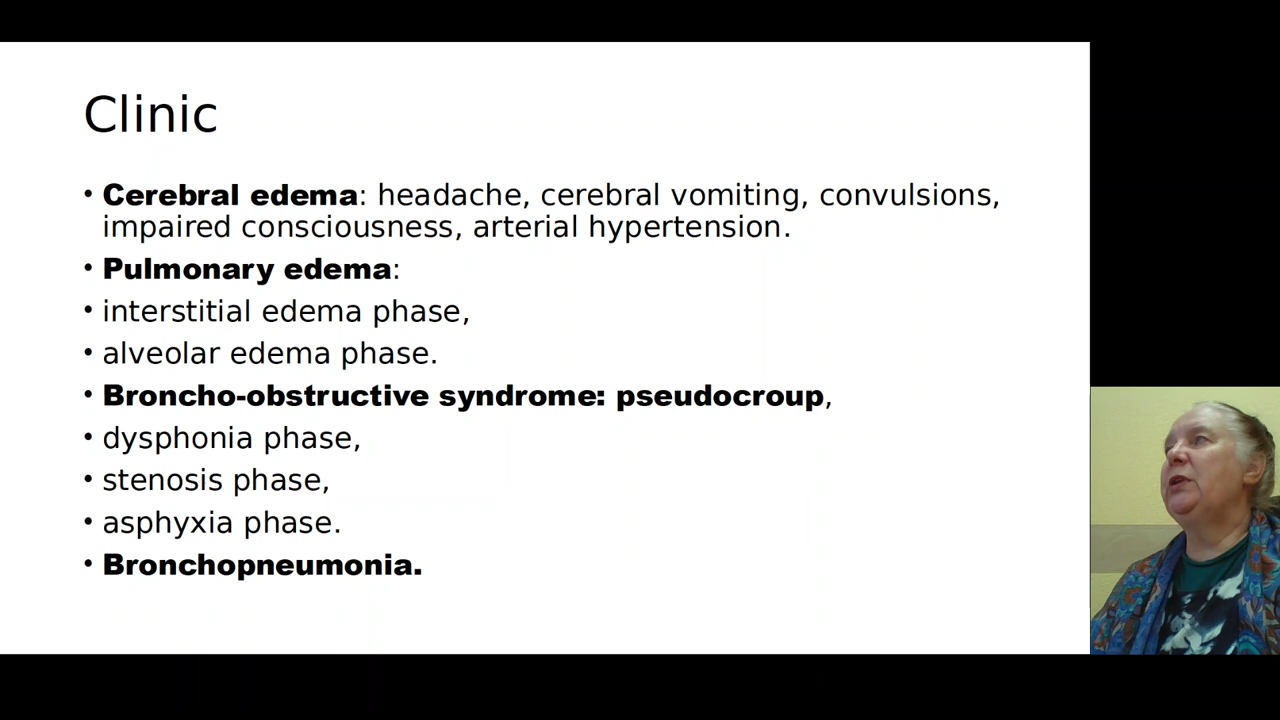 Clinic
• Cerebral edema: headache, cerebral vomiting, convulsions,
impaired consciousness, arterial hypertension.
• Pulmonary edema:
• interstitial edema phase,
• alveolar edema phase.
• Broncho-obstructive syndrome: pseudocroup,
• dysphonia phase,
• stenosis phase,
• asphyxia phase.
• Bronchopneumonia.